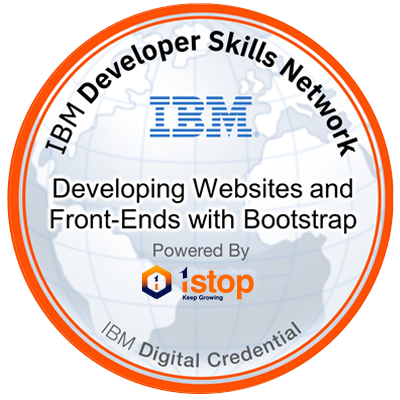 IBM Developer Skills Network
IBM®
Developing Websites and
Front-Ends with Bootstrap
Powered By
1stop
Keep Growing
IBM Digital Credential